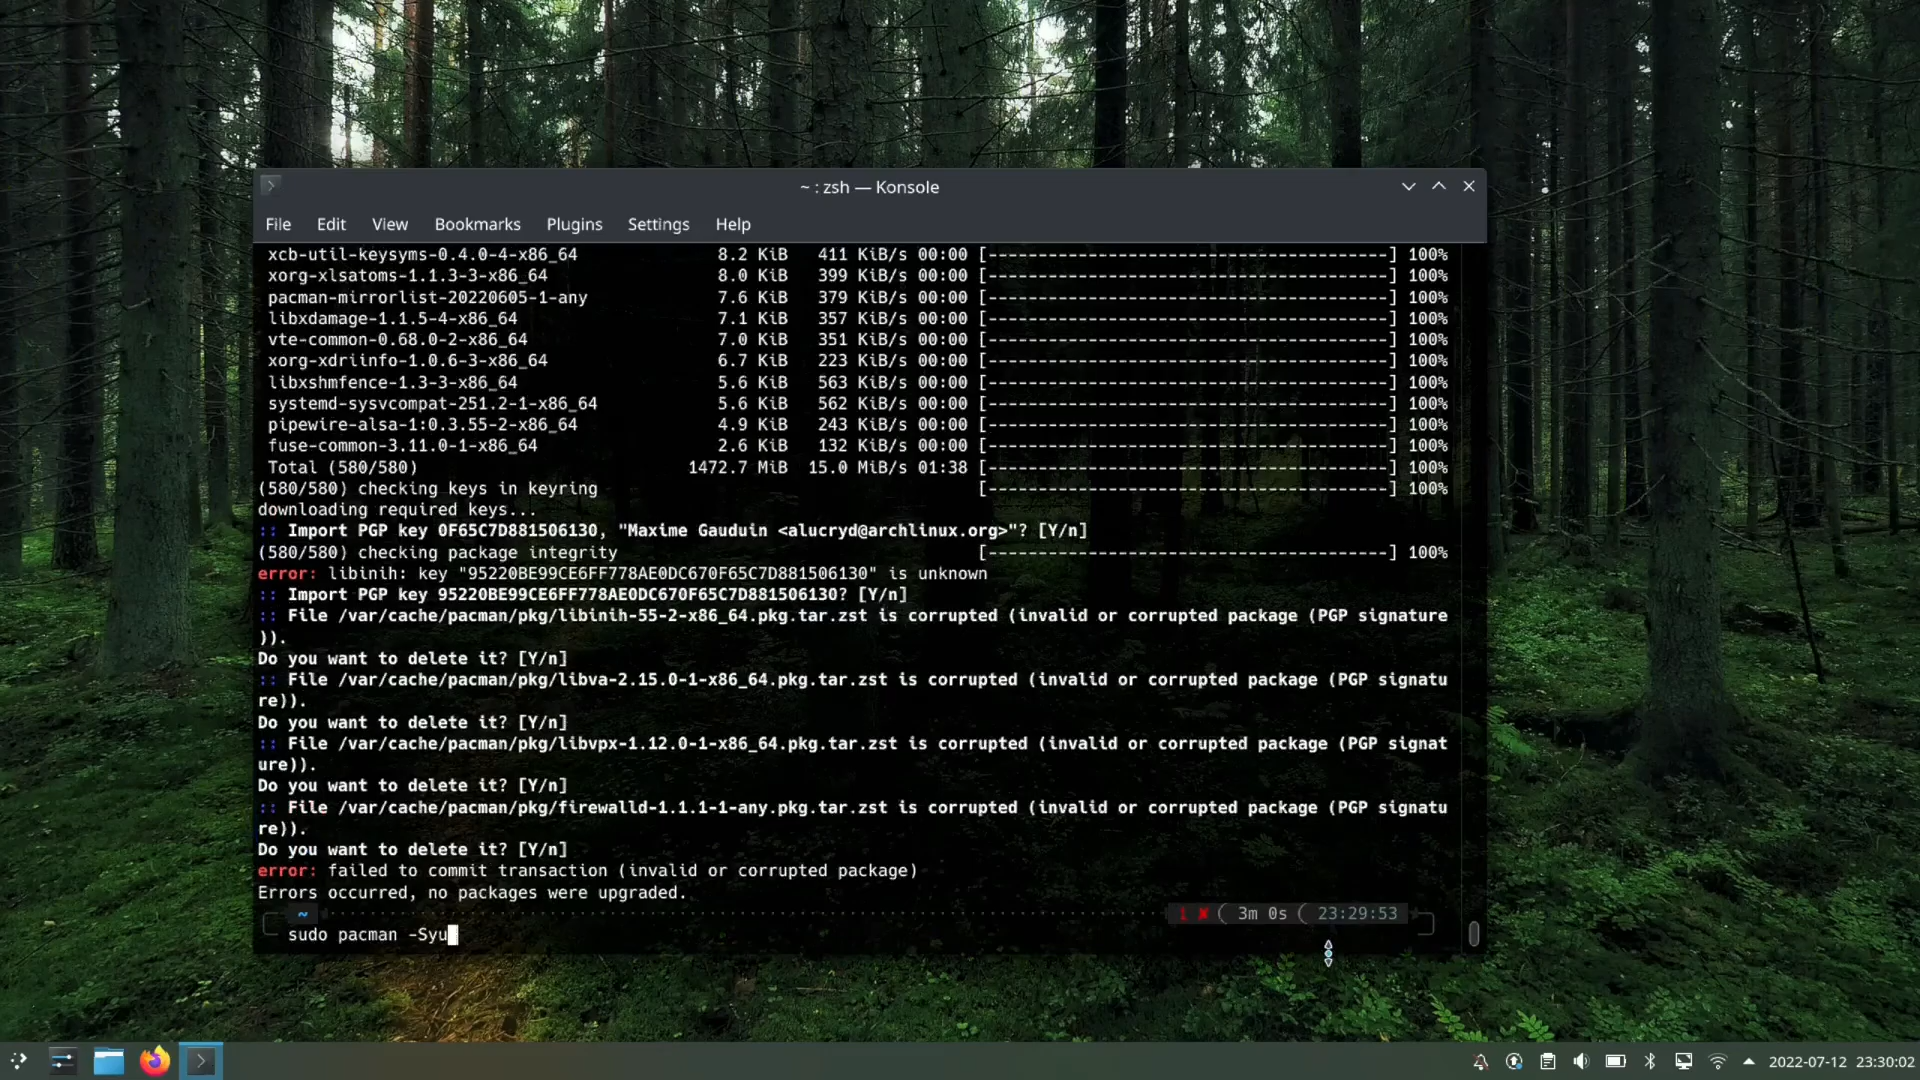 ~ : zsh — Konsole
File Edit View Bookmarks Plugins Settings Help
xcb-util-keysyms-0.4.0-4-x86_64 8.2 KiB 411 KiB/s 00:00 [----------------------------------------] 100%
xorg-xlsatoms-1.1.3-3-x86_64 8.0 KiB 399 KiB/s 00:00 [----------------------------------------] 100%
pacman-mirrorlist-20220605-1-any 7.6 KiB 379 KiB/s 00:00 [----------------------------------------] 100%
libxdamage-1.1.5-4-x86_64 7.1 KiB 357 KiB/s 00:00 [----------------------------------------] 100%
vte-common-0.68.0-2-x86_64 7.0 KiB 351 KiB/s 00:00 [----------------------------------------] 100%
xorg-xdriinfo-1.0.6-3-x86_64 6.7 KiB 223 KiB/s 00:00 [----------------------------------------] 100%
libxshmfence-1.3-3-x86_64 5.6 KiB 563 KiB/s 00:00 [----------------------------------------] 100%
systemd-sysvcompat-251.2-1-x86_64 5.6 KiB 562 KiB/s 00:00 [----------------------------------------] 100%
pipewire-alsa-1:0.3.55-2-x86_64 4.9 KiB 243 KiB/s 00:00 [----------------------------------------] 100%
fuse-common-3.11.0-1-x86_64 2.6 KiB 132 KiB/s 00:00 [----------------------------------------] 100%
Total (580/580) 1472.7 MiB 15.0 MiB/s 01:38 [----------------------------------------] 100%
(580/580) checking keys in keyring [----------------------------------------] 100%
downloading required keys...
:: Import PGP key 0F65C7D881506130, "Maxime Gauduin <alucryd@archlinux.org>"? [Y/n]
(580/580) checking package integrity [----------------------------------------] 100%
error: libinih: key "95220BE99CE6FF778AE0DC670F65C7D881506130" is unknown
:: Import PGP key 95220BE99CE6FF778AE0DC670F65C7D881506130? [Y/n]
:: File /var/cache/pacman/pkg/libinih-55-2-x86_64.pkg.tar.zst is corrupted (invalid or corrupted package (PGP signature
)).
Do you want to delete it? [Y/n]
:: File /var/cache/pacman/pkg/libva-2.15.0-1-x86_64.pkg.tar.zst is corrupted (invalid or corrupted package (PGP signatu
re)).
Do you want to delete it? [Y/n]
:: File /var/cache/pacman/pkg/libvpx-1.12.0-1-x86_64.pkg.tar.zst is corrupted (invalid or corrupted package (PGP signat
ure)).
Do you want to delete it? [Y/n]
:: File /var/cache/pacman/pkg/firewalld-1.1.1-1-any.pkg.tar.zst is corrupted (invalid or corrupted package (PGP signatu
re)).
Do you want to delete it? [Y/n]
error: failed to commit transaction (invalid or corrupted package)
Errors occurred, no packages were upgraded.
~ 1 ✘ ( 3m 0s ( 23:29:53
sudo pacman -Syu
2022-07-12 23:30:02